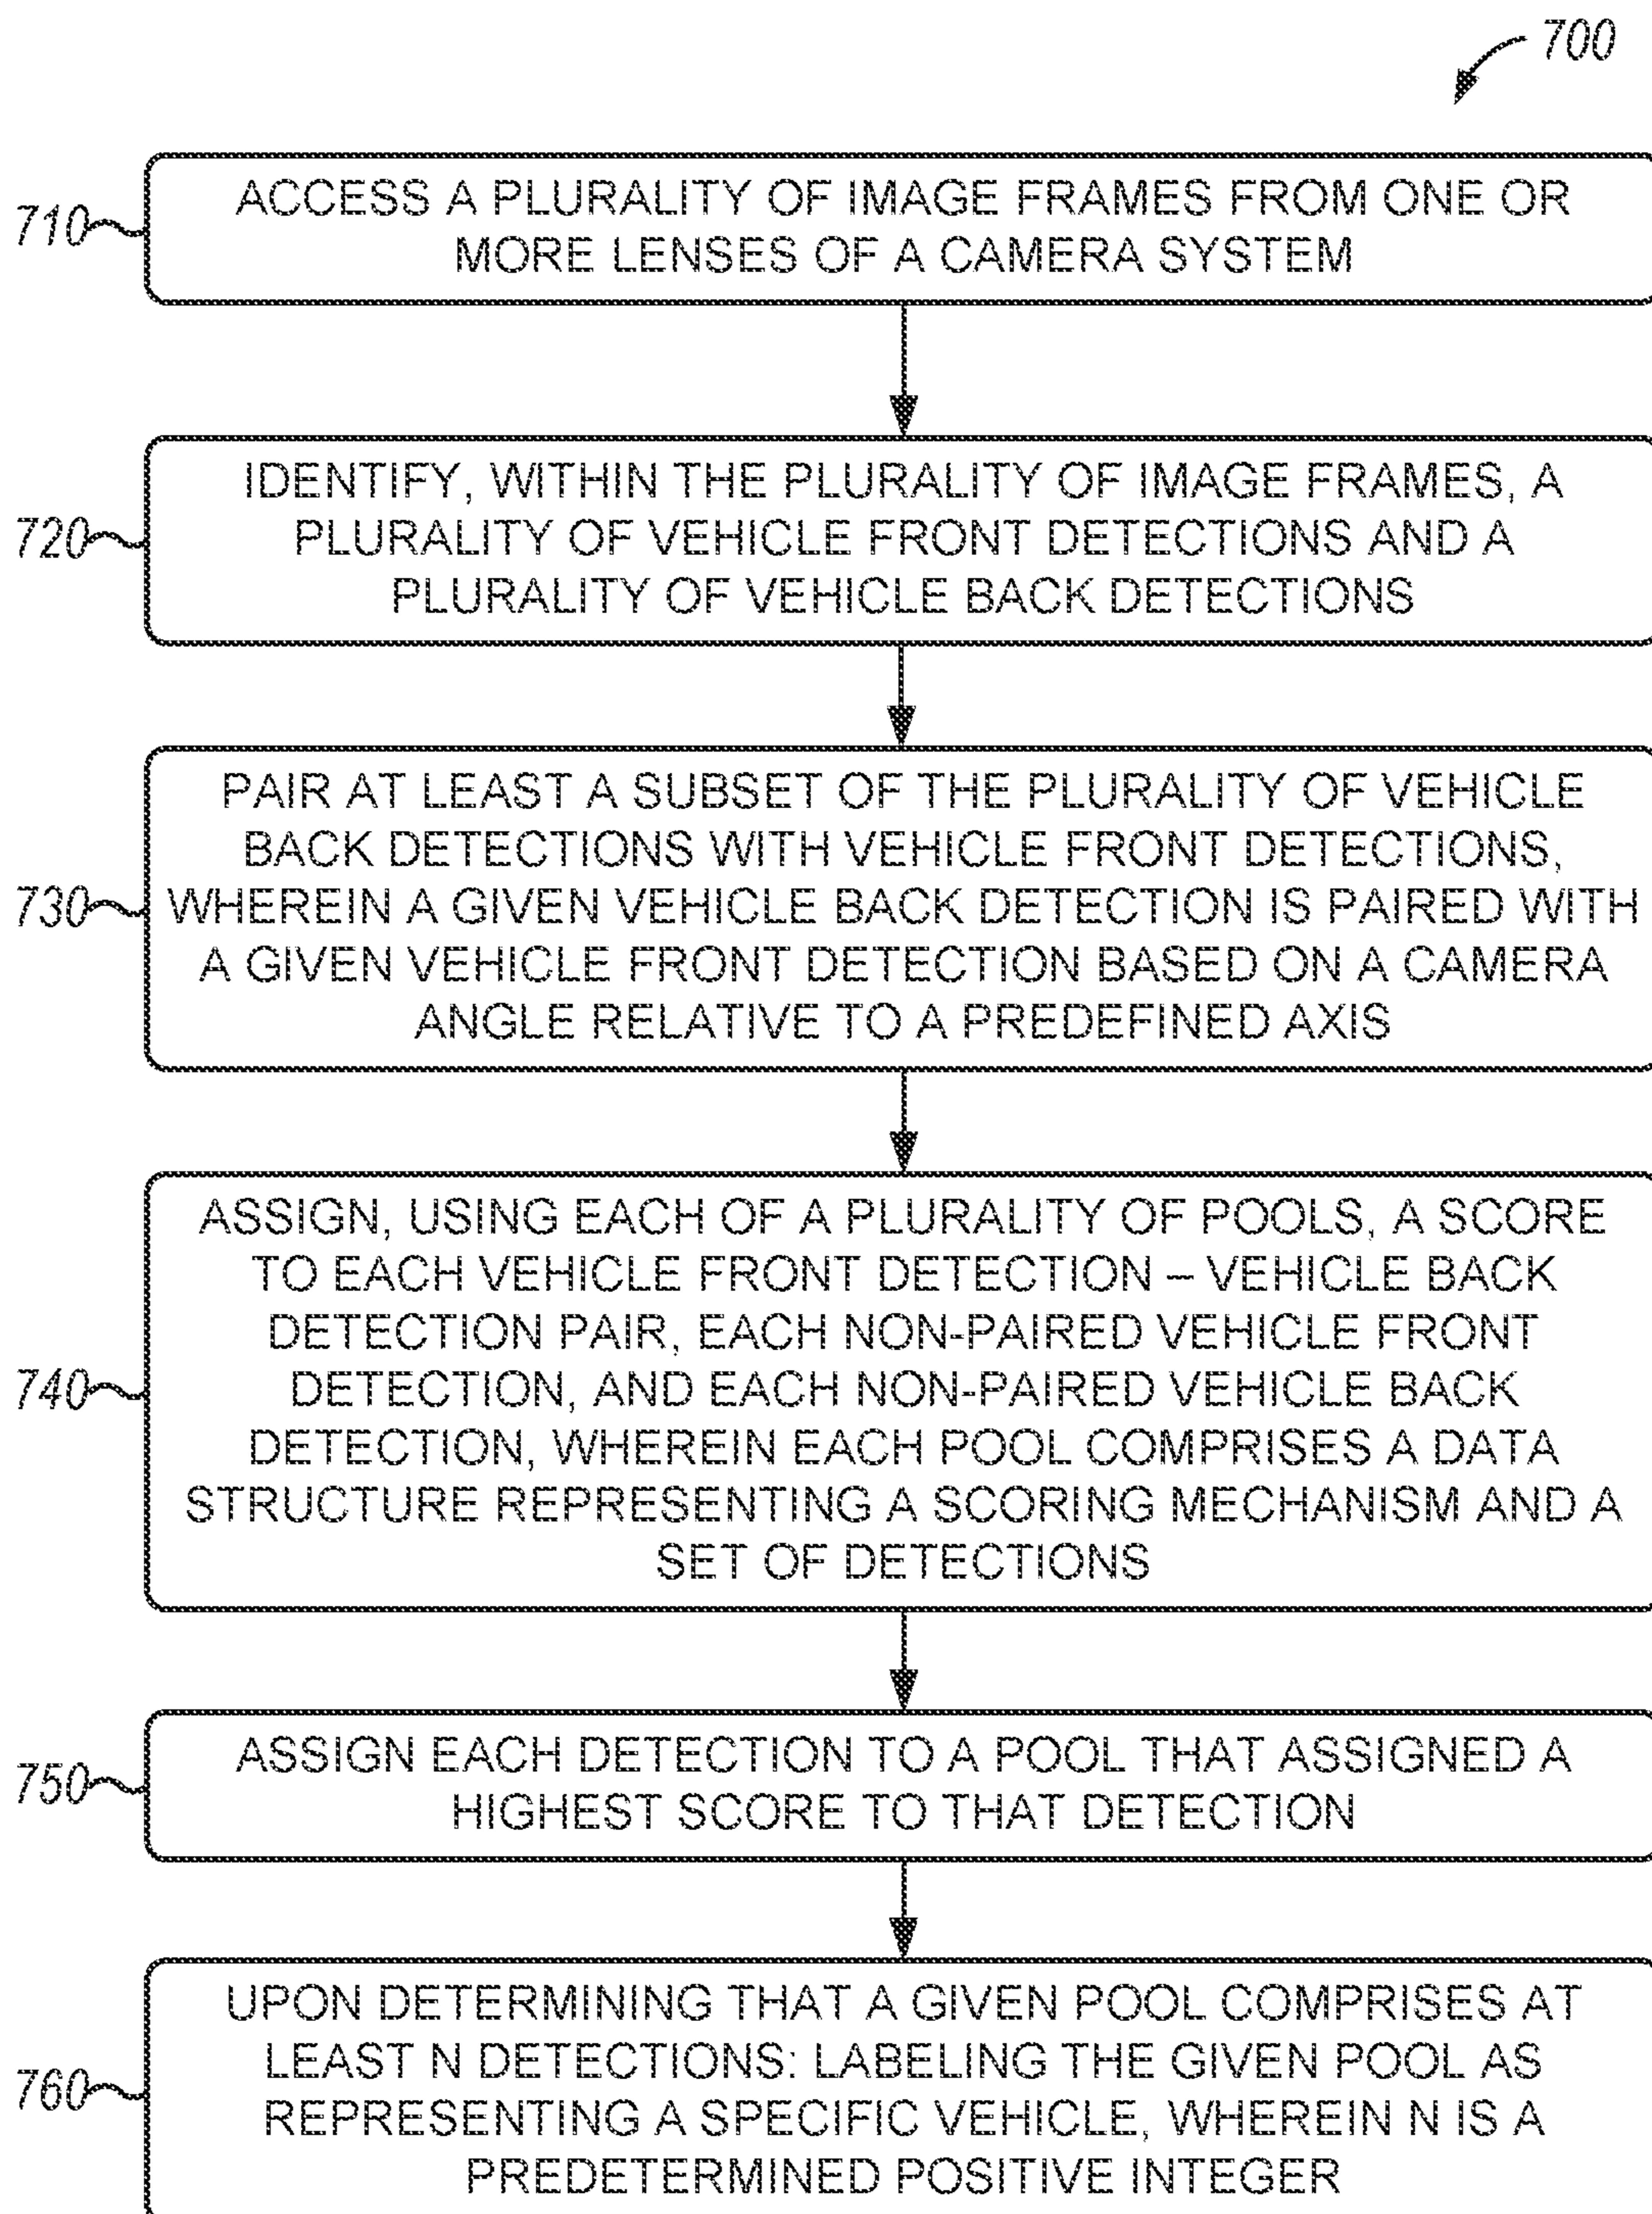 700
710
ACCESS A PLURALITY OF IMAGE FRAMES FROM ONE OR
MORE LENSES OF A CAMERA SYSTEM
720
IDENTIFY, WITHIN THE PLURALITY OF IMAGE FRAMES, A
PLURALITY OF VEHICLE FRONT DETECTIONS AND A
PLURALITY OF VEHICLE BACK DETECTIONS
730
PAIR AT LEAST A SUBSET OF THE PLURALITY OF VEHICLE
BACK DETECTIONS WITH VEHICLE FRONT DETECTIONS,
WHEREIN A GIVEN VEHICLE BACK DETECTION IS PAIRED WITH
A GIVEN VEHICLE FRONT DETECTION BASED ON A CAMERA
ANGLE RELATIVE TO A PREDEFINED AXIS
740
ASSIGN, USING EACH OF A PLURALITY OF POOLS, A SCORE
TO EACH VEHICLE FRONT DETECTION – VEHICLE BACK
DETECTION PAIR, EACH NON-PAIRED VEHICLE FRONT
DETECTION, AND EACH NON-PAIRED VEHICLE BACK
DETECTION, WHEREIN EACH POOL COMPRISES A DATA
STRUCTURE REPRESENTING A SCORING MECHANISM AND A
SET OF DETECTIONS
750
ASSIGN EACH DETECTION TO A POOL THAT ASSIGNED A
HIGHEST SCORE TO THAT DETECTION
760
UPON DETERMINING THAT A GIVEN POOL COMPRISES AT
LEAST N DETECTIONS: LABELING THE GIVEN POOL AS
REPRESENTING A SPECIFIC VEHICLE, WHEREIN N IS A
PREDETERMINED POSITIVE INTEGER